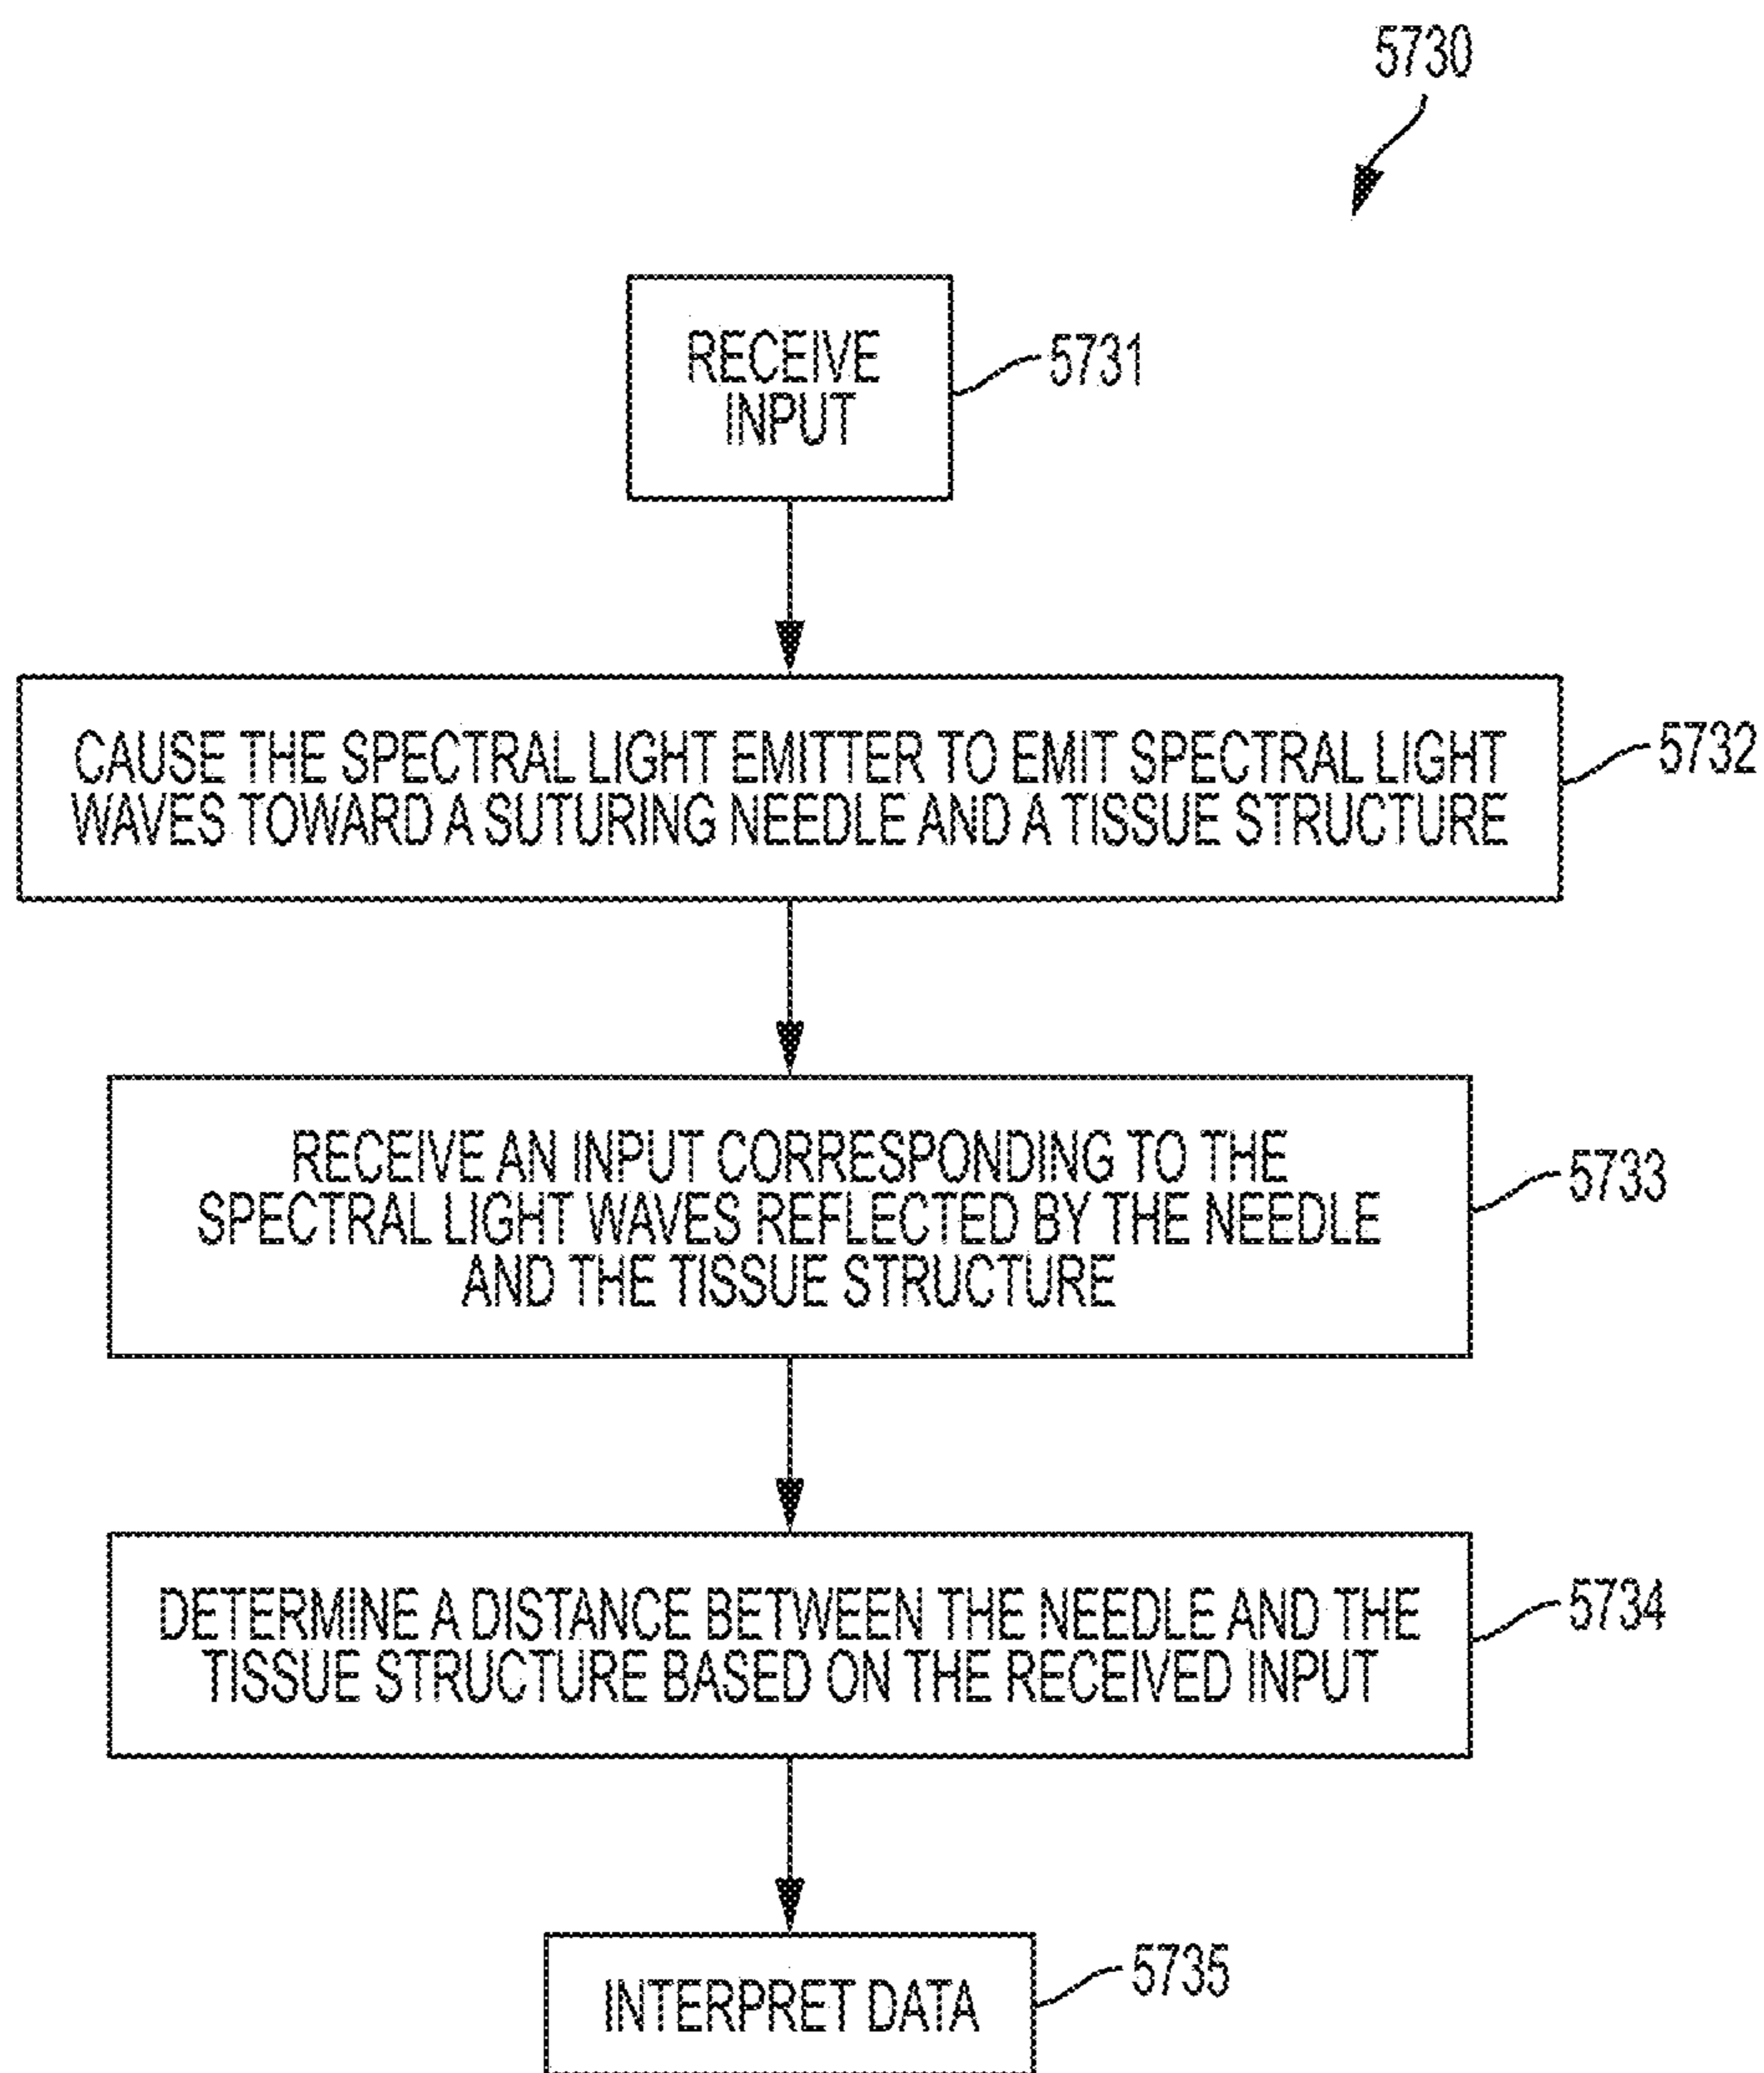 5730
RECEIVE
INPUT
5731
CAUSE THE SPECTRAL LIGHT EMITTER TO EMIT SPECTRAL LIGHT
WAVES TOWARD A SUTURING NEEDLE AND A TISSUE STRUCTURE
5732
RECEIVE AN INPUT CORRESPONDING TO THE
SPECTRAL LIGHT WAVES REFLECTED BY THE NEEDLE
AND THE TISSUE STRUCTURE
5733
DETERMINE A DISTANCE BETWEEN THE NEEDLE AND THE
TISSUE STRUCTURE BASED ON THE RECEIVED INPUT
5734
INTERPRET DATA
5735